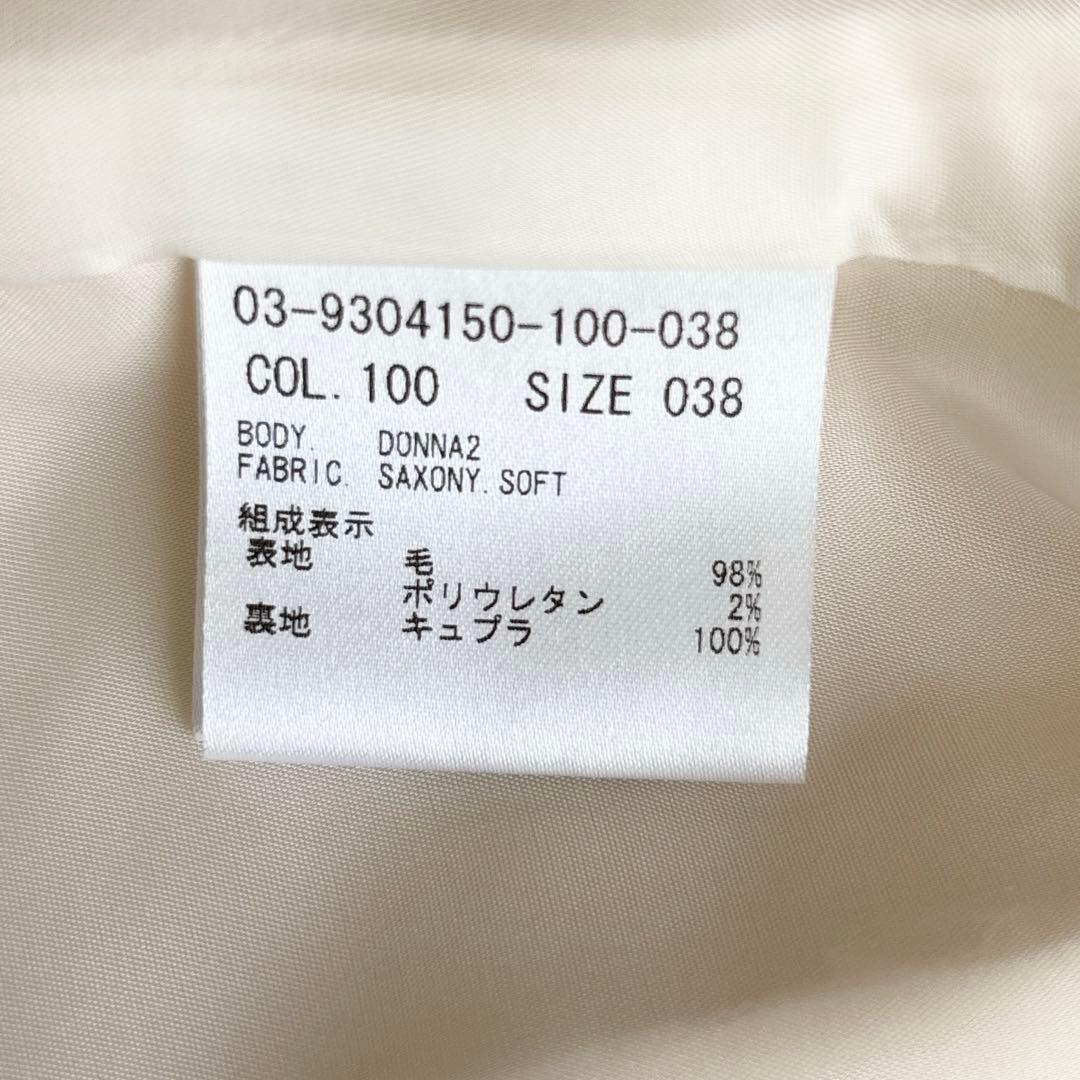 03-9304150-100-038
COL. 100 SIZE 038
BODY. DONNA2
FABRIC. SAXONY.SOFT
組成表示
表地 毛 98%
ポリウレタン 2%
裏地 キュプラ 100%